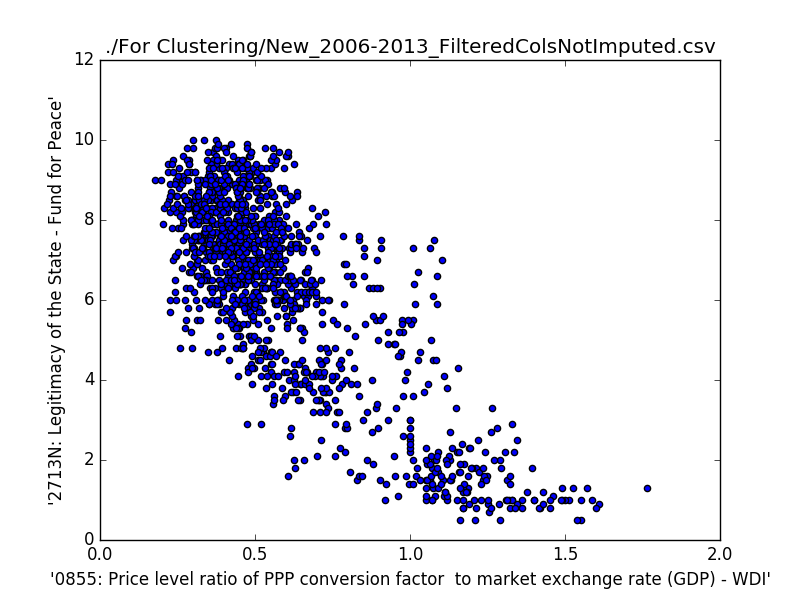 ./For Clustering/New_2006-2013_FilteredColsNotImputed.csv
'2713N: Legitimacy of the State - Fund for Peace'
12
10
8
6
4
2
0
0.0 0.5 1.0 1.5 2.0
'0855: Price level ratio of PPP conversion factor  to market exchange rate (GDP) - WDI'